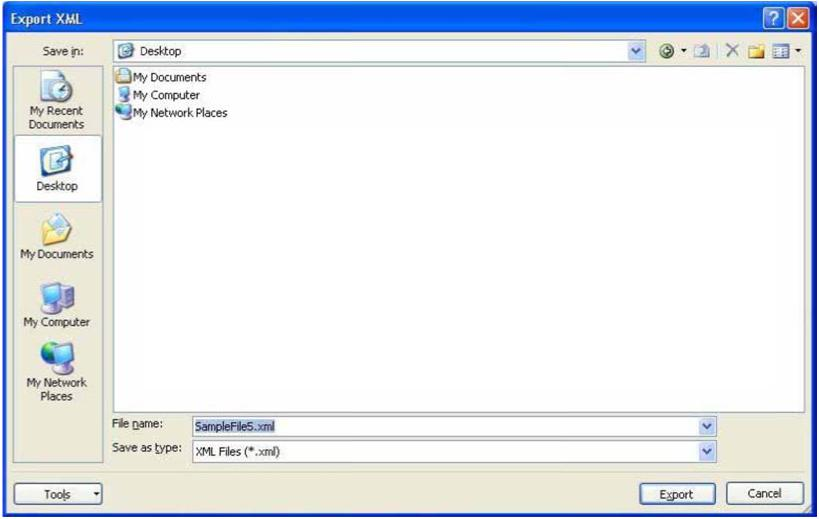 Export XML
Save in:
Desktop
My Documents
My Computer
My Network Places
My Recent
Documents
Desktop
My Documents
My Computer
My Network
Places
File name:
SampleFile5.xml
Save as type:
XML Files (*.xml)
Tools
Export
Cancel